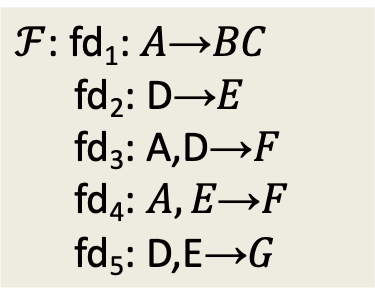 ℱ: fd₁: A→BC
fd₂: D→E
fd₃: A,D→F
fd₄: A, E→F
fd₅: D,E→G